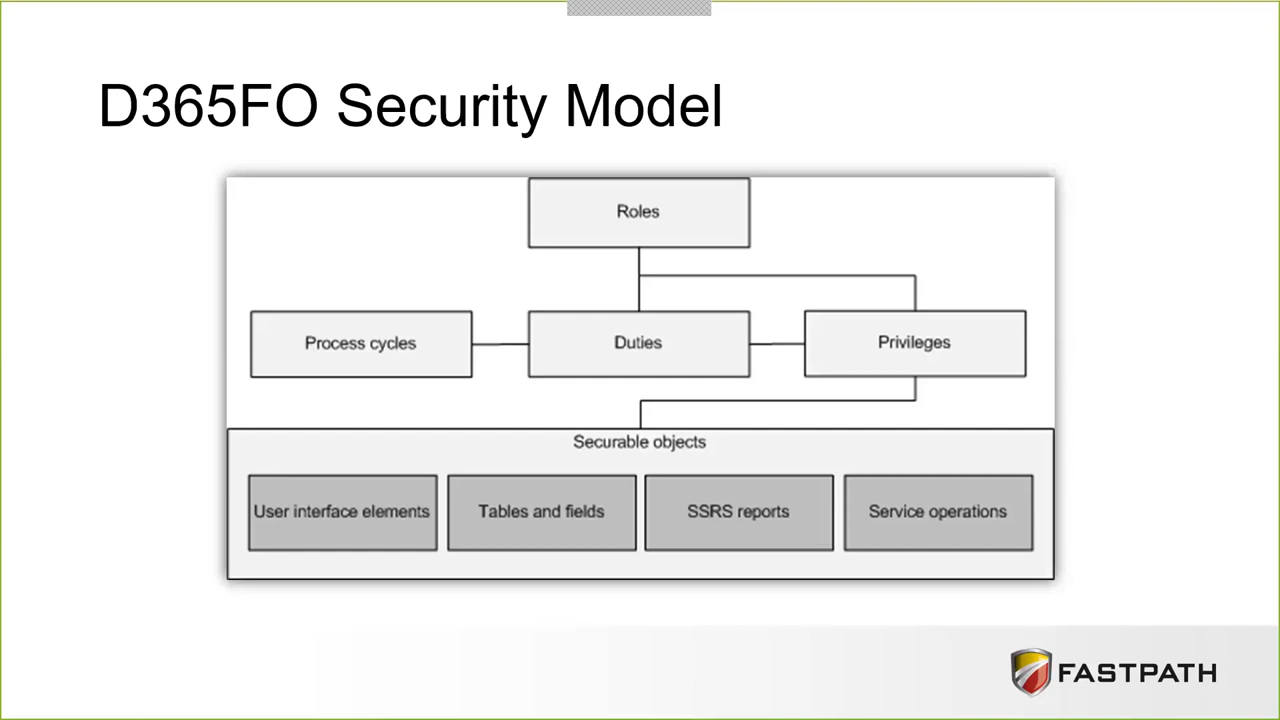 D365FO Security Model
Roles
Process cycles
Duties
Privileges
Securable objects
User interface elements
Tables and fields
SSRS reports
Service operations
FASTPATH